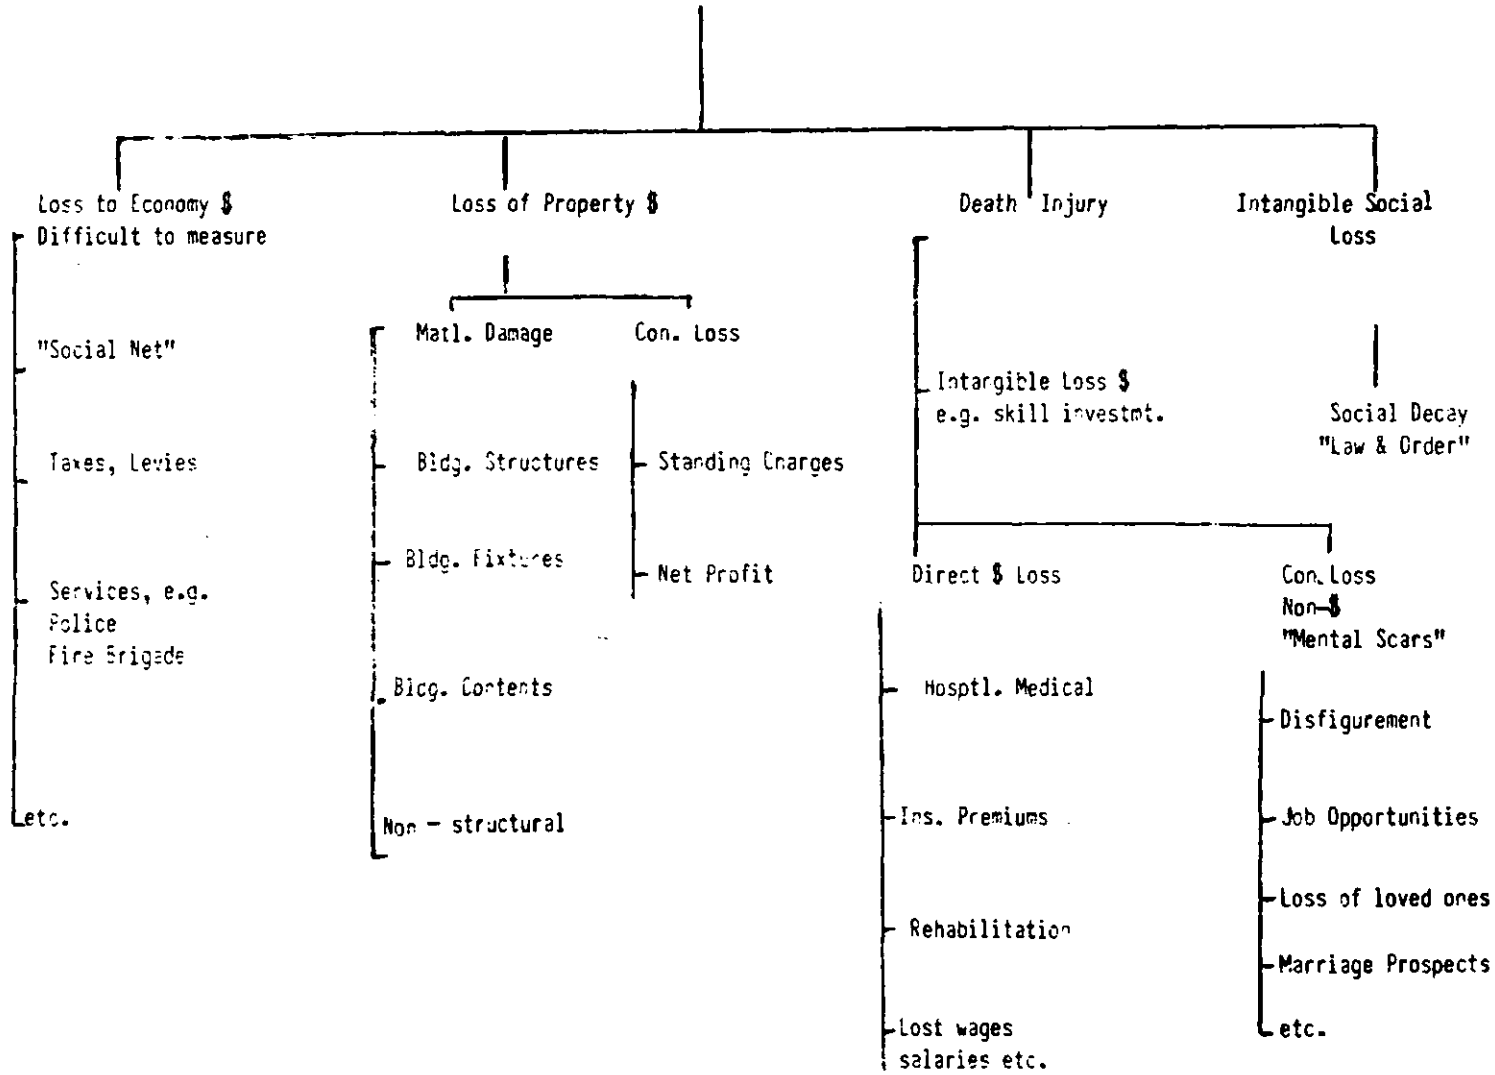 Loss to Economy $
Difficult to measure
"Social Net"
Taxes, Levies
Services, e.g.
Police
Fire Brigade
etc.
Loss of Property $
Matl. Damage
Bldg. Structures
Bldg. Fixtures
Bldg. Contents
Non - structural
Con. Loss
Standing Charges
Net Profit
Death Injury
Intangible Loss $
e.g. skill investmt.
Direct $ Loss
Hosptl. Medical
Ins. Premiums
Rehabilitation
Lost wages
salaries etc.
Con. Loss
Non-$
"Mental Scars"
Disfigurement
Job Opportunities
Loss of loved ones
Marriage Prospects
etc.
Intangible Social
Loss
Social Decay
"Law & Order"